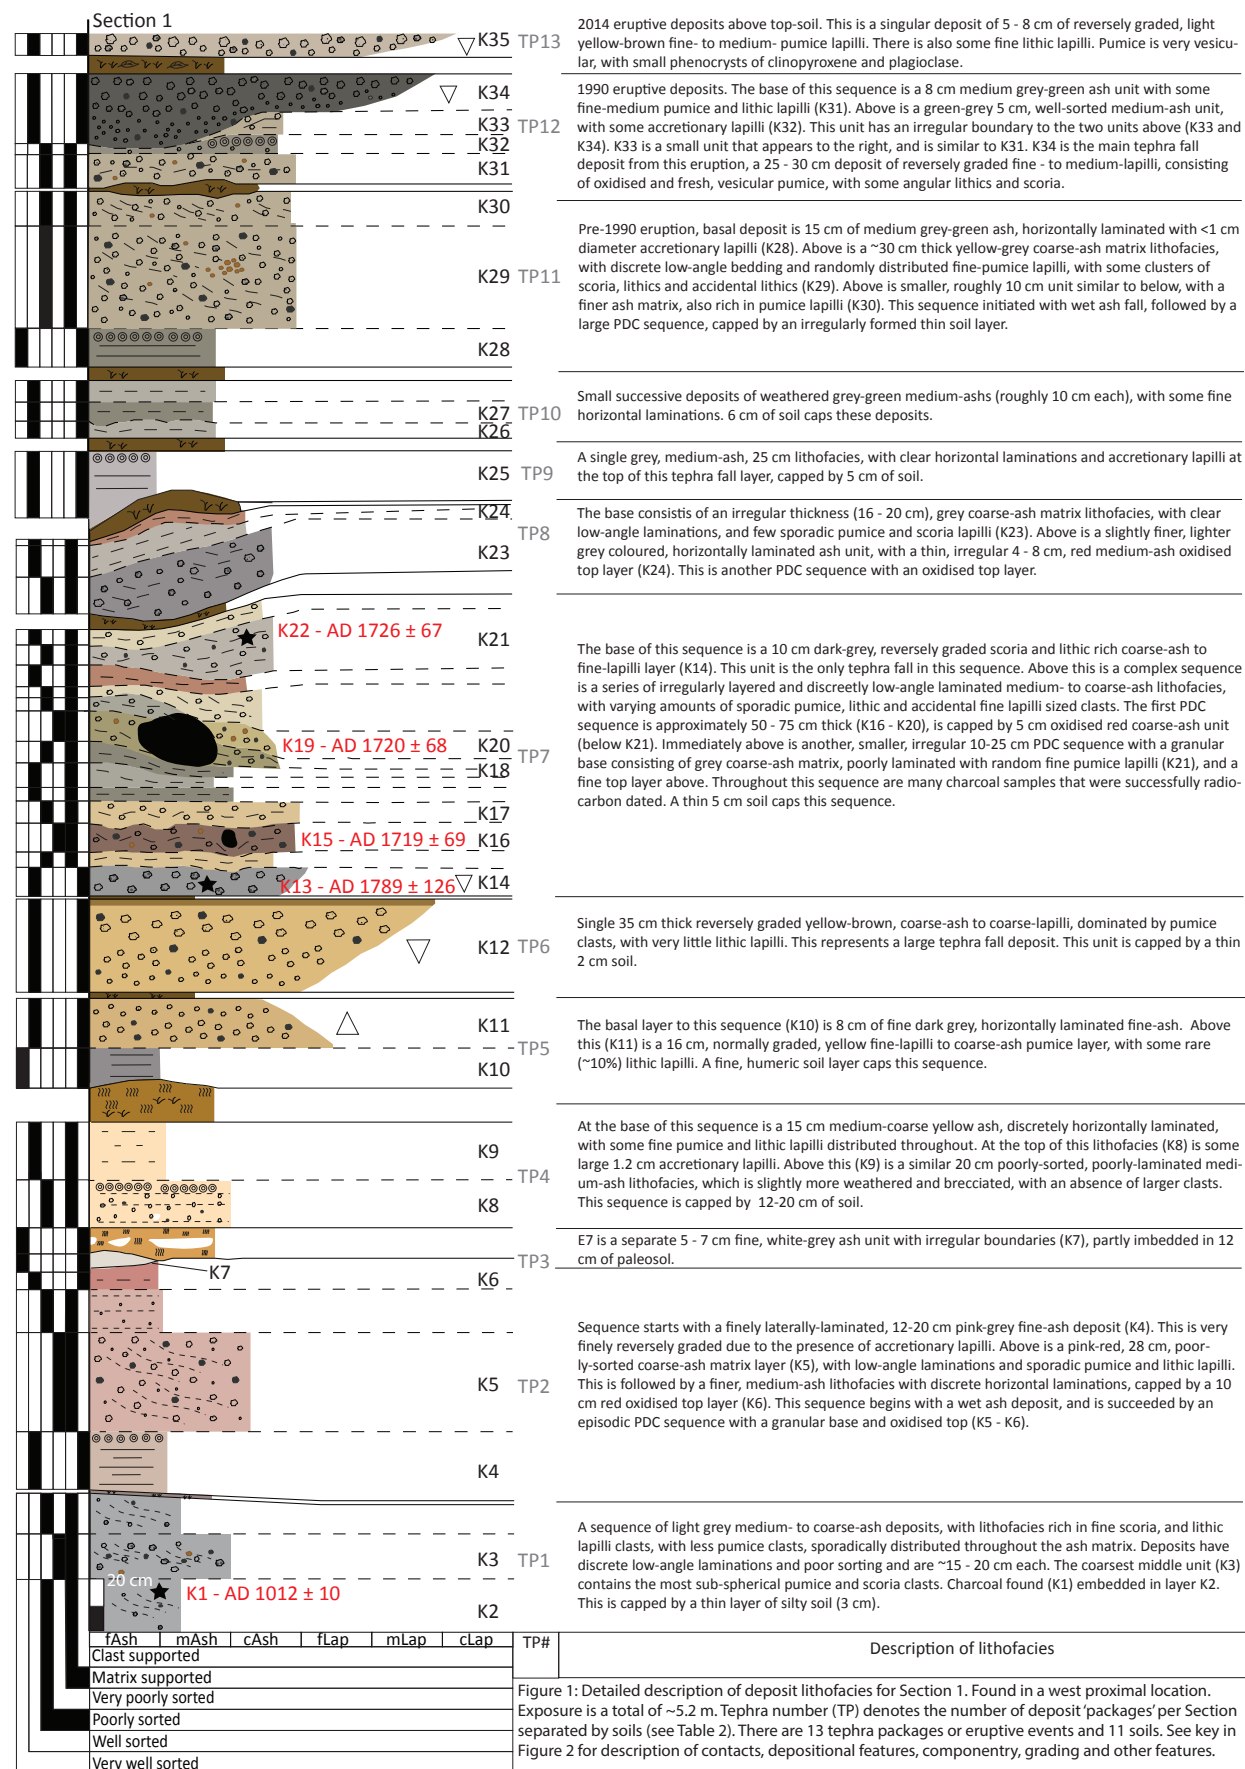 Section 1
K35
TP13
2014 eruptive deposits above top-soil. This is a singular deposit of 5 - 8 cm of reversely graded, light
yellow-brown fine- to medium- pumice lapilli. There is also some fine lithic lapilli. Pumice is very vesicu-
lar, with small phenocrysts of clinopyroxene and plagioclase.
K34
K33
K32
K31
TP12
1990 eruptive deposits. The base of this sequence is a 8 cm medium grey-green ash unit with some
fine-medium pumice and lithic lapilli (K31). Above is a green-grey 5 cm, well-sorted medium-ash unit,
with some accretionary lapilli (K32). This unit has an irregular boundary to the two units above (K33 and
K34). K33 is a small unit that appears to the right, and is similar to K31. K34 is the main tephra fall
deposit from this eruption, a 25 - 30 cm deposit of reversely graded fine - to medium-lapilli, consisting
of oxidised and fresh, vesicular pumice, with some angular lithics and scoria.
K30
K29
K28
TP11
Pre-1990 eruption, basal deposit is 15 cm of medium grey-green ash, horizontally laminated with <1 cm
diameter accretionary lapilli (K28). Above is a ~30 cm thick yellow-grey coarse-ash matrix lithofacies,
with discrete low-angle bedding and randomly distributed fine-pumice lapilli, with some clusters of
scoria, lithics and accidental lithics (K29). Above is smaller, roughly 10 cm unit similar to below, with a
finer ash matrix, also rich in pumice lapilli (K30). This sequence initiated with wet ash fall, followed by a
large PDC sequence, capped by an irregularly formed thin soil layer.
K27
K26
TP10
Small successive deposits of weathered grey-green medium-ashs (roughly 10 cm each), with some fine
horizontal laminations. 6 cm of soil caps these deposits.
K25
TP9
A single grey, medium-ash, 25 cm lithofacies, with clear horizontal laminations and accretionary lapilli at
the top of this tephra fall layer, capped by 5 cm of soil.
K24
K23
TP8
The base consists of an irregular thickness (16 - 20 cm), grey coarse-ash matrix lithofacies, with clear
low-angle laminations, and few sporadic pumice and scoria lapilli (K23). Above is a slightly finer, lighter
grey coloured, horizontally laminated ash unit, with a thin, irregular 4 - 8 cm, red medium-ash oxidised
top layer (K24). This is another PDC sequence with an oxidised top layer.
K22 - AD 1726 ± 67
K21
K19 - AD 1720 ± 68
K20
K18
K17
K15 - AD 1719 ± 69
K16
K13 - AD 1789 ± 126
K14
TP7
The base of this sequence is a 10 cm dark-grey, reversely graded scoria and lithic rich coarse-ash to
fine-lapilli layer (K14). This unit is the only tephra fall in this sequence. Above this is a complex sequence
is a series of irregularly layered and discreetly low-angle laminated medium- to coarse-ash lithofacies,
with varying amounts of sporadic pumice, lithic and accidental fine lapilli sized clasts. The first PDC
sequence is approximately 50 - 75 cm thick (K16 - K20), is capped by 5 cm oxidised red coarse-ash unit
(below K21). Immediately above is another, smaller, irregular 10-25 cm PDC sequence with a granular
base consisting of grey coarse-ash matrix, poorly laminated with random fine pumice lapilli (K21), and a
fine top layer above. Throughout this sequence are many charcoal samples that were successfully radio-
carbon dated. A thin 5 cm soil caps this sequence.
K12
TP6
Single 35 cm thick reversely graded yellow-brown, coarse-ash to coarse-lapilli, dominated by pumice
clasts, with very little lithic lapilli. This represents a large tephra fall deposit. This unit is capped by a thin
2 cm soil.
K11
K10
TP5
The basal layer to this sequence (K10) is 8 cm of fine dark grey, horizontally laminated fine-ash. Above
this (K11) is a 16 cm, normally graded, yellow fine-lapilli to coarse-ash pumice layer, with some rare
(~10%) lithic lapilli. A fine, humeric soil layer caps this sequence.
K9
K8
TP4
At the base of this sequence is a 15 cm medium-coarse yellow ash, discretely horizontally laminated,
with some fine pumice and lithic lapilli distributed throughout. At the top of this lithofacies (K8) is some
large 1.2 cm accretionary lapilli. Above this (K9) is a similar 20 cm poorly-sorted, poorly-laminated medi-
um-ash lithofacies, which is slightly more weathered and brecciated, with an absence of larger clasts.
This sequence is capped by 12-20 cm of soil.
K7
TP3
E7 is a separate 5 - 7 cm fine, white-grey ash unit with irregular boundaries (K7), partly imbedded in 12
cm of paleosol.
K6
K5
K4
TP2
Sequence starts with a finely laterally-laminated, 12-20 cm pink-grey fine-ash deposit (K4). This is very
finely reversely graded due to the presence of accretionary lapilli. Above is a pink-red, 28 cm, poor-
ly-sorted coarse-ash matrix layer (K5), with low-angle laminations and sporadic pumice and lithic lapilli.
This is followed by a finer, medium-ash lithofacies with discrete horizontal laminations, capped by a 10
cm red oxidised top layer (K6). This sequence begins with a wet ash deposit, and is succeeded by an
episodic PDC sequence with a granular base and oxidised top (K5 - K6).
K3
20 cm
K1 - AD 1012 ± 10
K2
TP1
A sequence of light grey medium- to coarse-ash deposits, with lithofacies rich in fine scoria, and lithic
lapilli clasts, with less pumice clasts, sporadically distributed throughout the ash matrix. Deposits have
discrete low-angle laminations and poor sorting and are ~15 - 20 cm each. The coarsest middle unit (K3)
contains the most sub-spherical pumice and scoria clasts. Charcoal found (K1) embedded in layer K2.
This is capped by a thin layer of silty soil (3 cm).
fAsh mAsh cAsh fLap mLap cLap
TP#
Description of lithofacies
Clast supported
Matrix supported
Very poorly sorted
Poorly sorted
Well sorted
Very well sorted
Figure 1: Detailed description of deposit lithofacies for Section 1. Found in a west proximal location.
Exposure is a total of ~5.2 m. Tephra number (TP) denotes the number of deposit 'packages' per Section
separated by soils (see Table 2). There are 13 tephra packages or eruptive events and 11 soils. See key in
Figure 2 for description of contacts, depositional features, componentry, grading and other features.